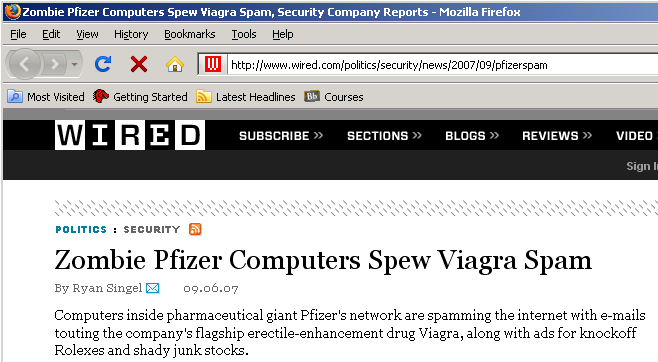 Zombie Pfizer Computers Spew Viagra Spam, Security Company Reports - Mozilla Firefox
File Edit View History Bookmarks Tools Help
W http://www.wired.com/politics/security/news/2007/09/pfizerspam
Most Visited Getting Started Latest Headlines Bb Courses
WIRED SUBSCRIBE >> SECTIONS >> BLOGS >> REVIEWS >> VIDEO
Sign In
POLITICS : SECURITY
Zombie Pfizer Computers Spew Viagra Spam
By Ryan Singel 09.06.07
Computers inside pharmaceutical giant Pfizer's network are spamming the internet with e-mails
touting the company's flagship erectile-enhancement drug Viagra, along with ads for knockoff
Rolexes and shady junk stocks.